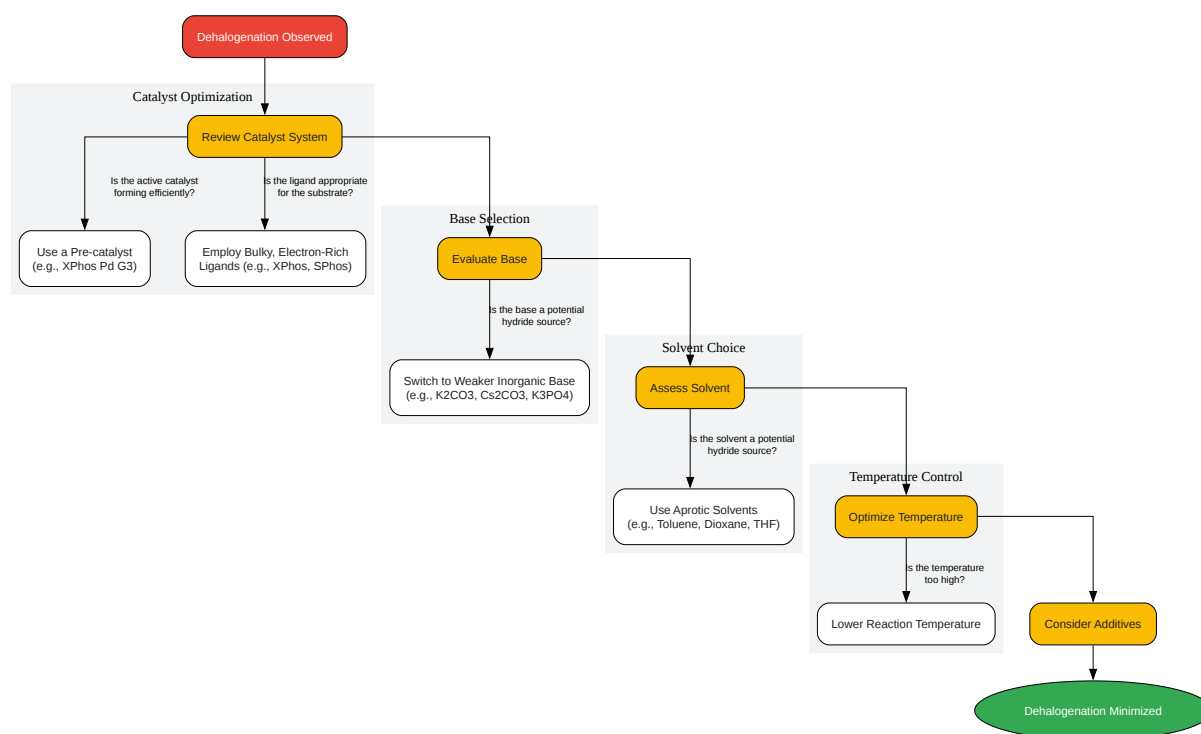 Dehalogenation Observed
Catalyst Optimization
Review Catalyst System
Is the active catalyst
forming efficiently?
Is the ligand appropriate
for the substrate?
Use a Pre-catalyst
(e.g., XPhos Pd G3)
Employ Bulky, Electron-Rich
Ligands (e.g., XPhos, SPhos)
Base Selection
Evaluate Base
Is the base a potential
hydride source?
Switch to Weaker Inorganic Base
(e.g., K2CO3, Cs2CO3, K3PO4)
Solvent Choice
Assess Solvent
Is the solvent a potential
hydride source?
Use Aprotic Solvents
(e.g., Toluene, Dioxane, THF)
Temperature Control
Optimize Temperature
Is the temperature
too high?
Lower Reaction Temperature
Consider Additives
Dehalogenation Minimized